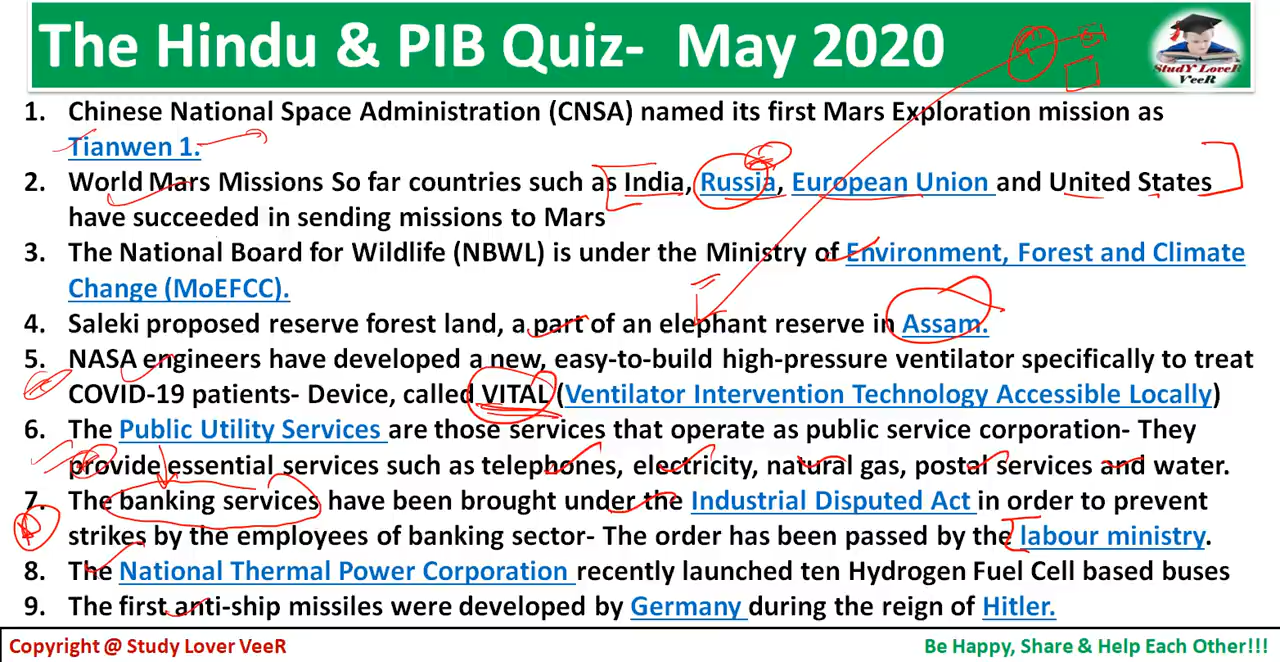 The Hindu & PIB Quiz- May 2020
StudY LoveR
VeeR
1. Chinese National Space Administration (CNSA) named its first Mars Exploration mission as
Tianwen 1.
2. World Mars Missions So far countries such as India, Russia, European Union and United States
have succeeded in sending missions to Mars
3. The National Board for Wildlife (NBWL) is under the Ministry of Environment, Forest and Climate
Change (MoEFCC).
4. Saleki proposed reserve forest land, a part of an elephant reserve in Assam.
5. NASA engineers have developed a new, easy-to-build high-pressure ventilator specifically to treat
COVID-19 patients- Device, called VITAL (Ventilator Intervention Technology Accessible Locally)
6. The Public Utility Services are those services that operate as public service corporation- They
provide essential services such as telephones, electricity, natural gas, postal services and water.
7. The banking services have been brought under the Industrial Disputed Act in order to prevent
strikes by the employees of banking sector- The order has been passed by the labour ministry.
8. The National Thermal Power Corporation recently launched ten Hydrogen Fuel Cell based buses
9. The first anti-ship missiles were developed by Germany during the reign of Hitler.
Copyright @ Study Lover VeeR
Be Happy, Share & Help Each Other!!!